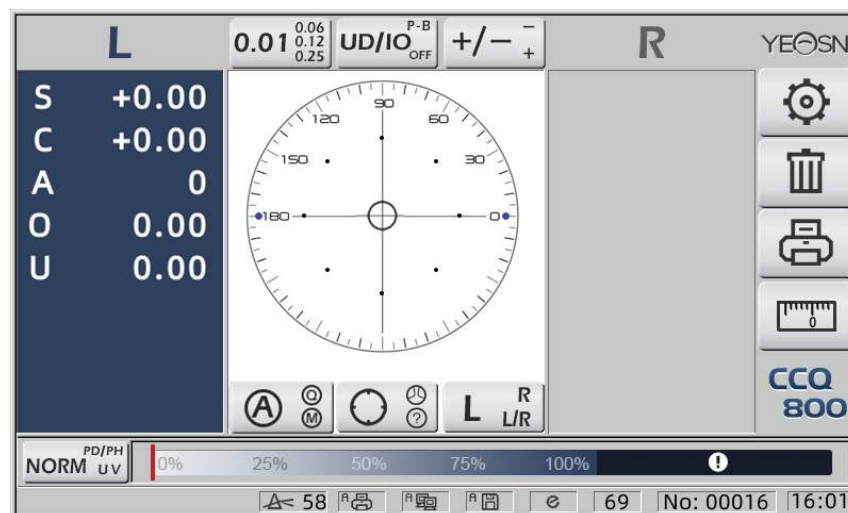 L
0.01 0.06 0.12 0.25
UD/IO P-B OFF
+/− − +
R
YEOSN
S +0.00
C +0.00
A 0
O 0.00
U 0.00
90
120 60
150 30
180 0
0
A Q M
?
L R L/R
CCQ
800
NORM PD/PH UV
0% 25% 50% 75% 100% !
58 A A A e 69 No: 00016 16:01